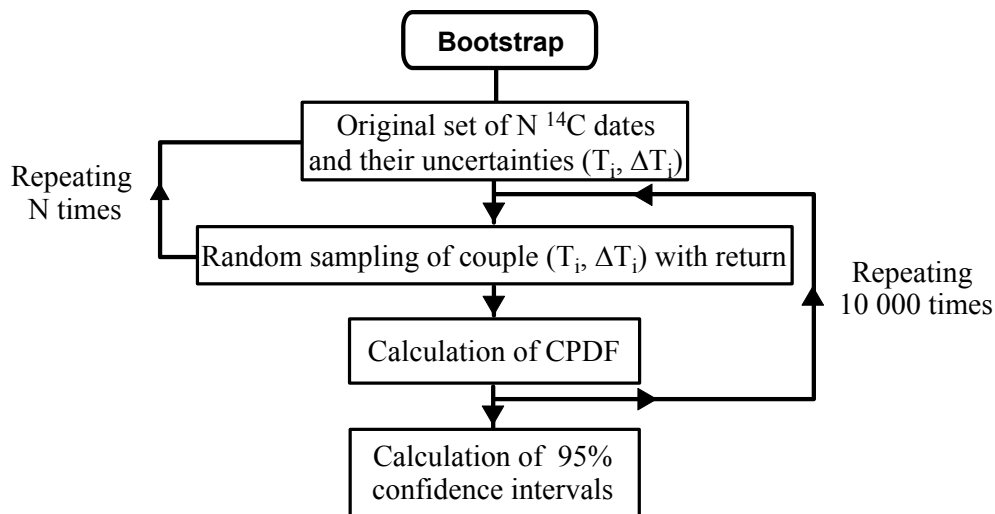 Bootstrap
Original set of N ¹⁴C dates
and their uncertainties (Tᵢ, ΔTᵢ)
Repeating
N times
Random sampling of couple (Tᵢ, ΔTᵢ) with return
Repeating
10 000 times
Calculation of CPDF
Calculation of 95%
confidence intervals